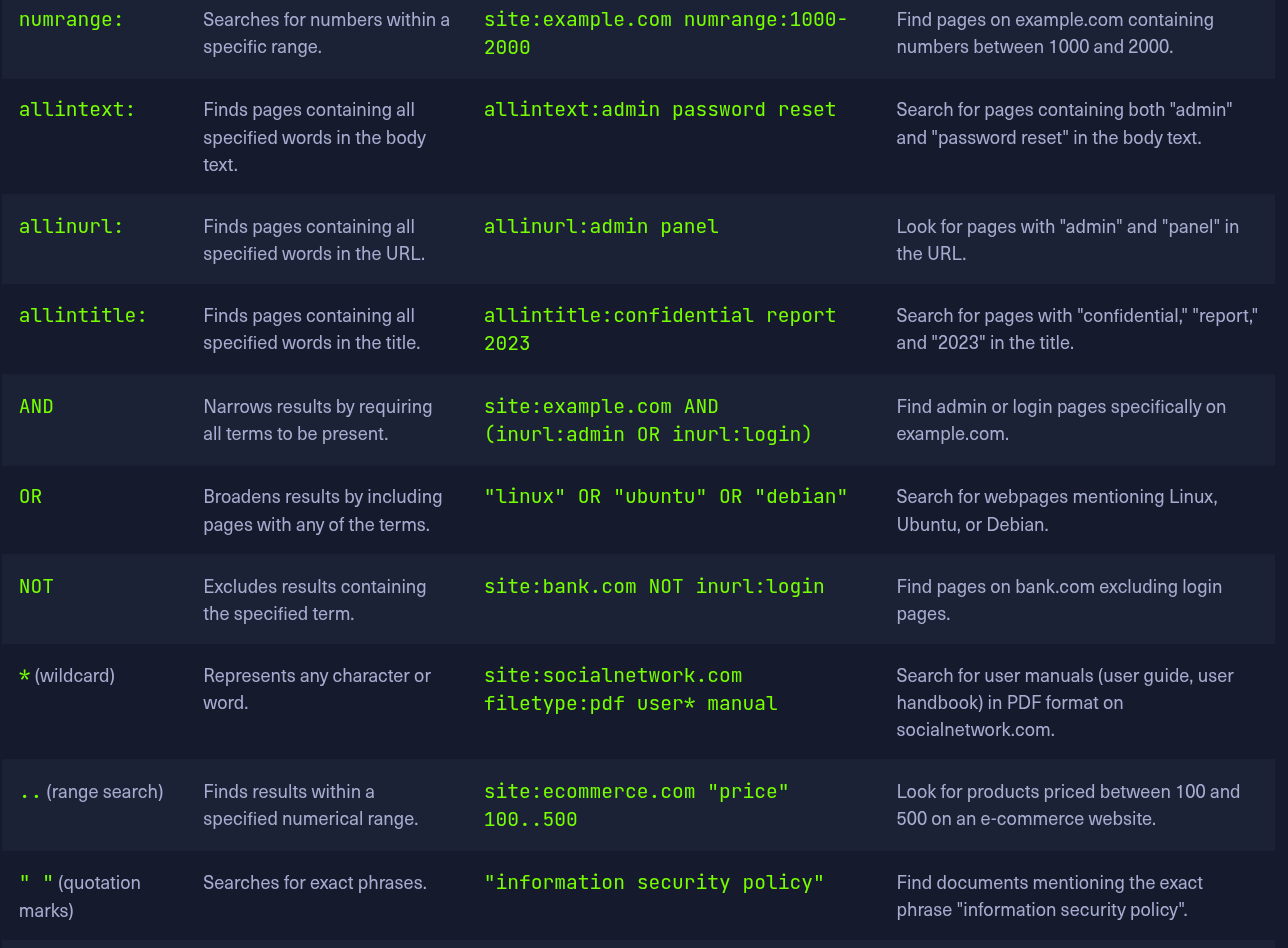 numrange:
Searches for numbers within a
specific range.
site:example.com numrange:1000-
2000
Find pages on example.com containing
numbers between 1000 and 2000.
allintext:
Finds pages containing all
specified words in the body
text.
allintext:admin password reset
Search for pages containing both "admin"
and "password reset" in the body text.
allinurl:
Finds pages containing all
specified words in the URL.
allinurl:admin panel
Look for pages with "admin" and "panel" in
the URL.
allintitle:
Finds pages containing all
specified words in the title.
allintitle:confidential report
2023
Search for pages with "confidential," "report,"
and "2023" in the title.
AND
Narrows results by requiring
all terms to be present.
site:example.com AND
(inurl:admin OR inurl:login)
Find admin or login pages specifically on
example.com.
OR
Broadens results by including
pages with any of the terms.
"linux" OR "ubuntu" OR "debian"
Search for webpages mentioning Linux,
Ubuntu, or Debian.
NOT
Excludes results containing
the specified term.
site:bank.com NOT inurl:login
Find pages on bank.com excluding login
pages.
* (wildcard)
Represents any character or
word.
site:socialnetwork.com
filetype:pdf user* manual
Search for user manuals (user guide, user
handbook) in PDF format on
socialnetwork.com.
.. (range search)
Finds results within a
specified numerical range.
site:ecommerce.com "price"
100..500
Look for products priced between 100 and
500 on an e-commerce website.
" " (quotation
marks)
Searches for exact phrases.
"information security policy"
Find documents mentioning the exact
phrase "information security policy".